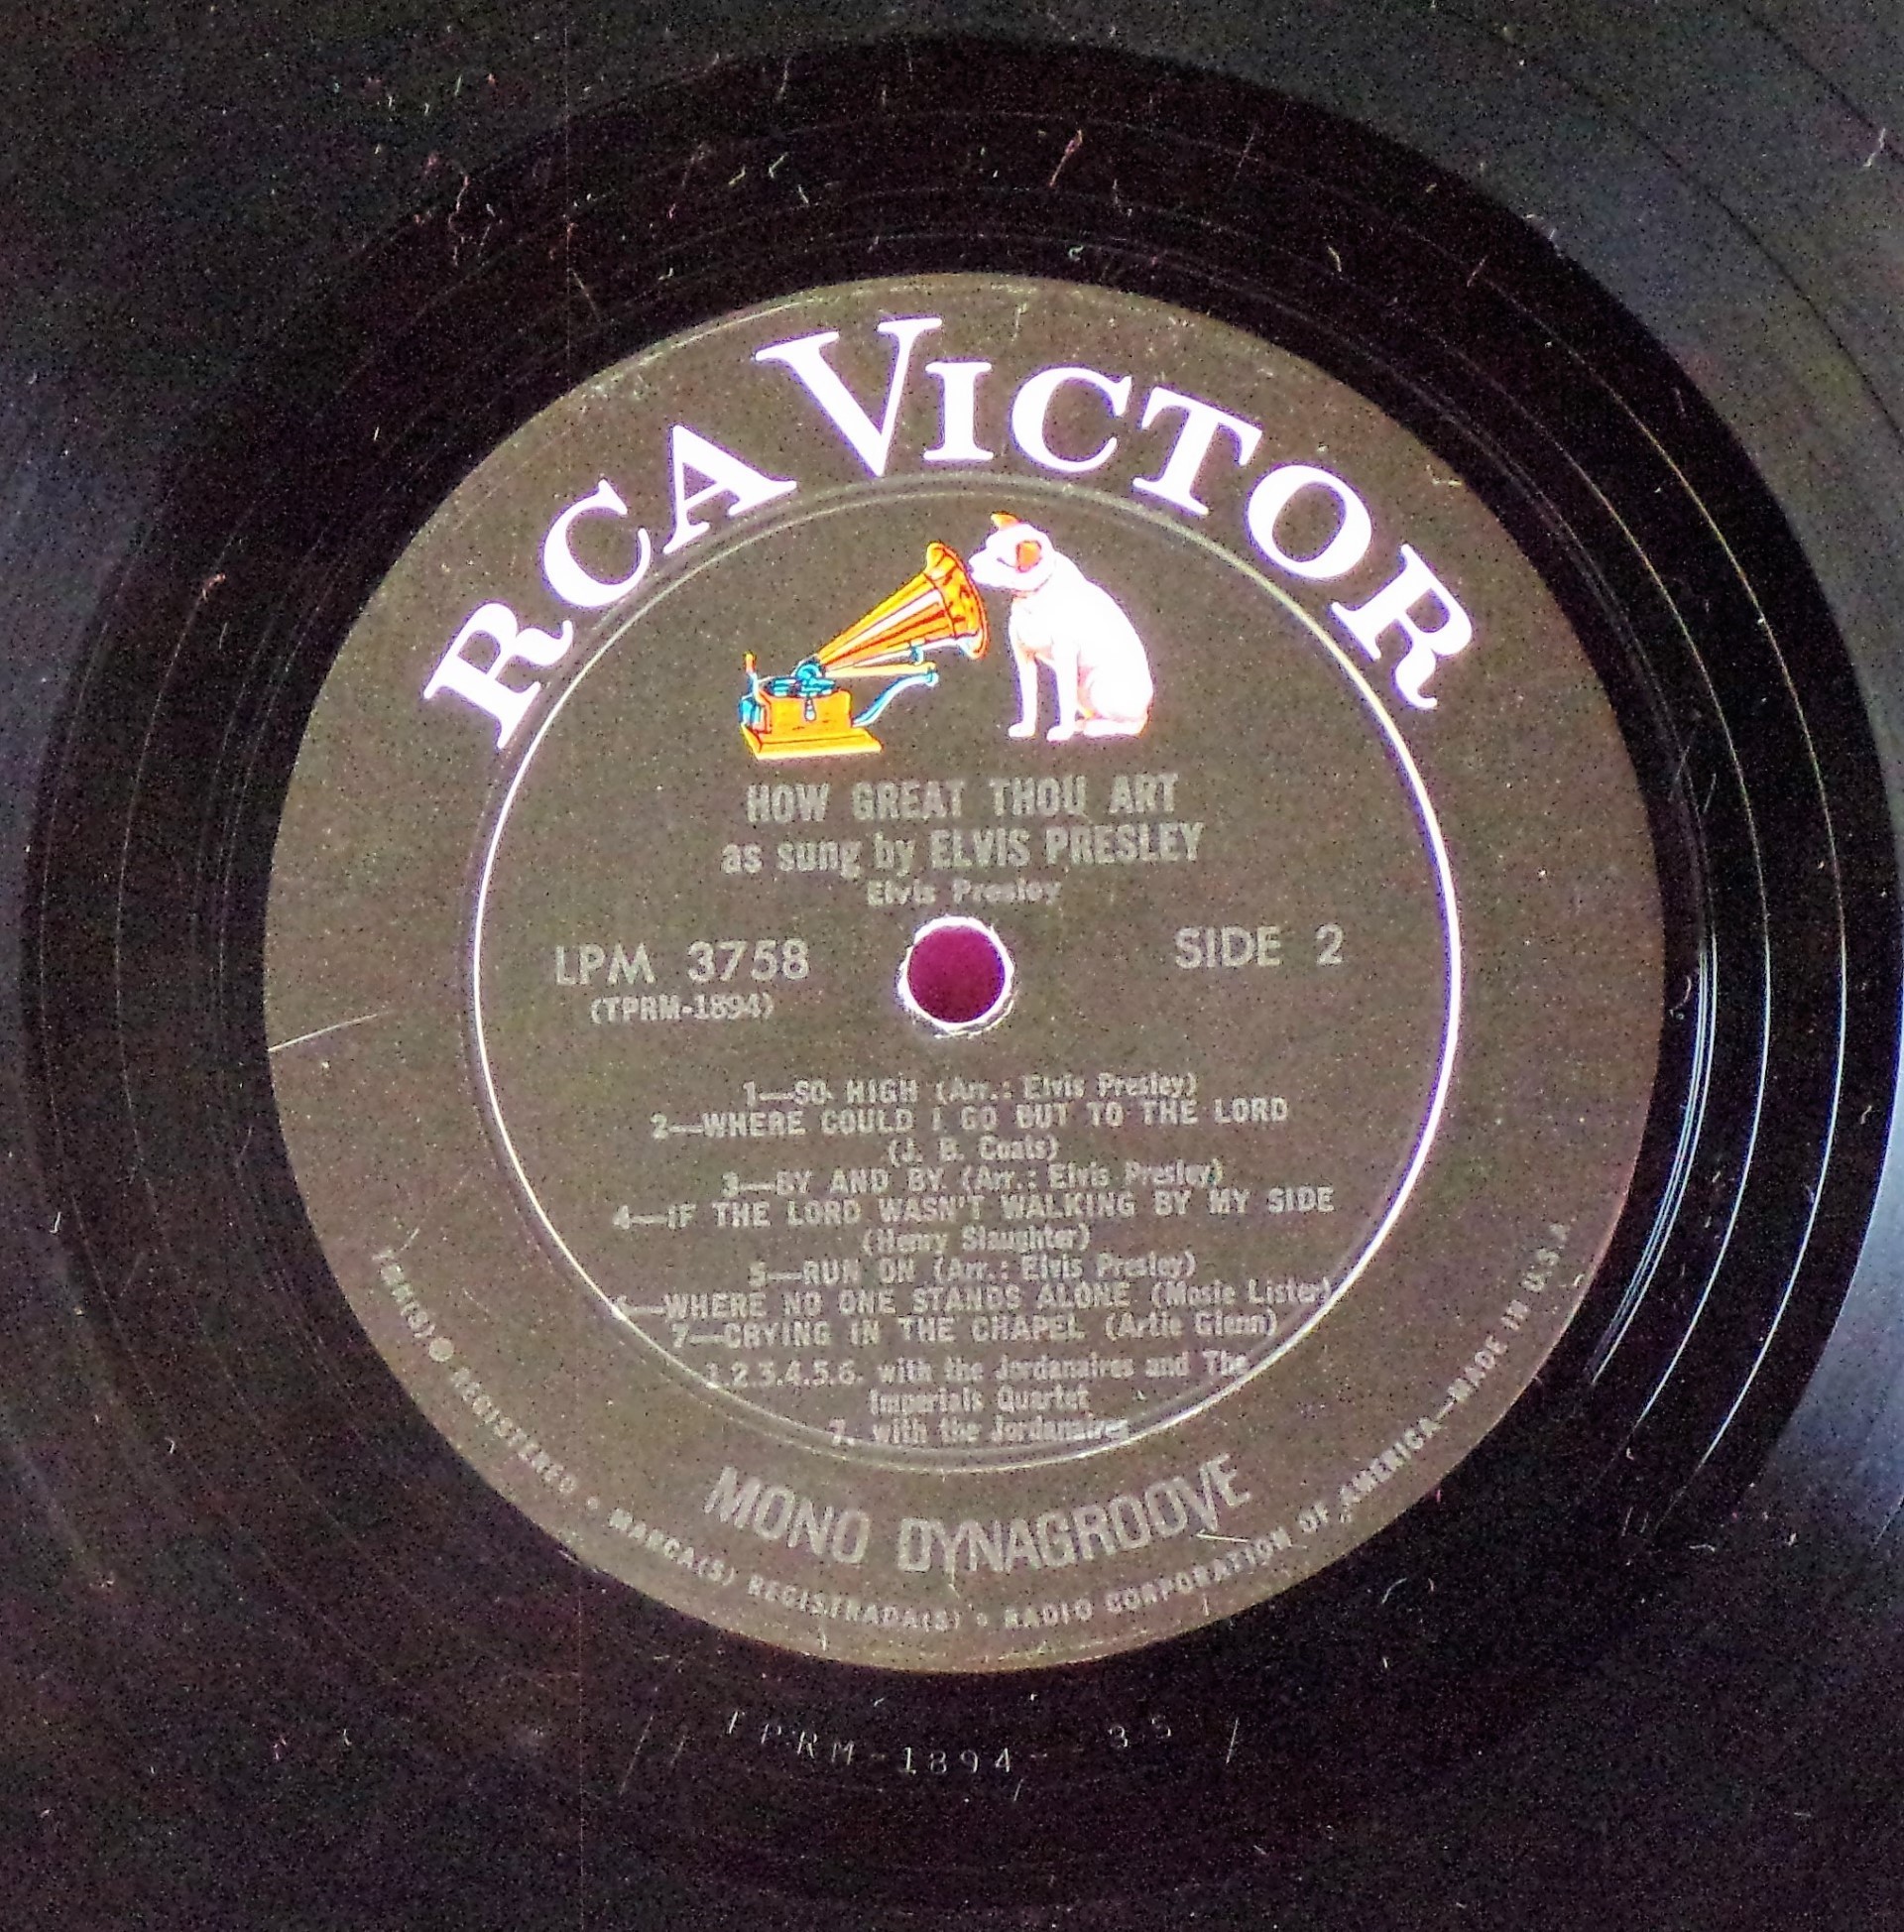 RCA VICTOR
HOW GREAT THOU ART
as sung by ELVIS PRESLEY
Elvis Presley
LPM 3758
SIDE 2
(TPRM-1894)
1—SO HIGH (Arr.: Elvis Presley)
2—WHERE COULD I GO BUT TO THE LORD
(J. B. Coats)
3—BY AND BY (Arr.: Elvis Presley)
4—IF THE LORD WASN'T WALKING BY MY SIDE
(Henry Slaughter)
5—RUN ON (Arr.: Elvis Presley)
6—WHERE NO ONE STANDS ALONE (Mosie Lister)
7—CRYING IN THE CHAPEL (Artie Glenn)
1.2.3.4.5.6. with the Jordanaires and The
Imperials Quartet
7. with the Jordanaires
MONO DYNAGROOVE
TMK(S) ® REGISTERED • MARCA(S) REGISTRADA(S) • RADIO CORPORATION OF AMERICA—MADE IN U.S.A.
TPRM-1894-3S